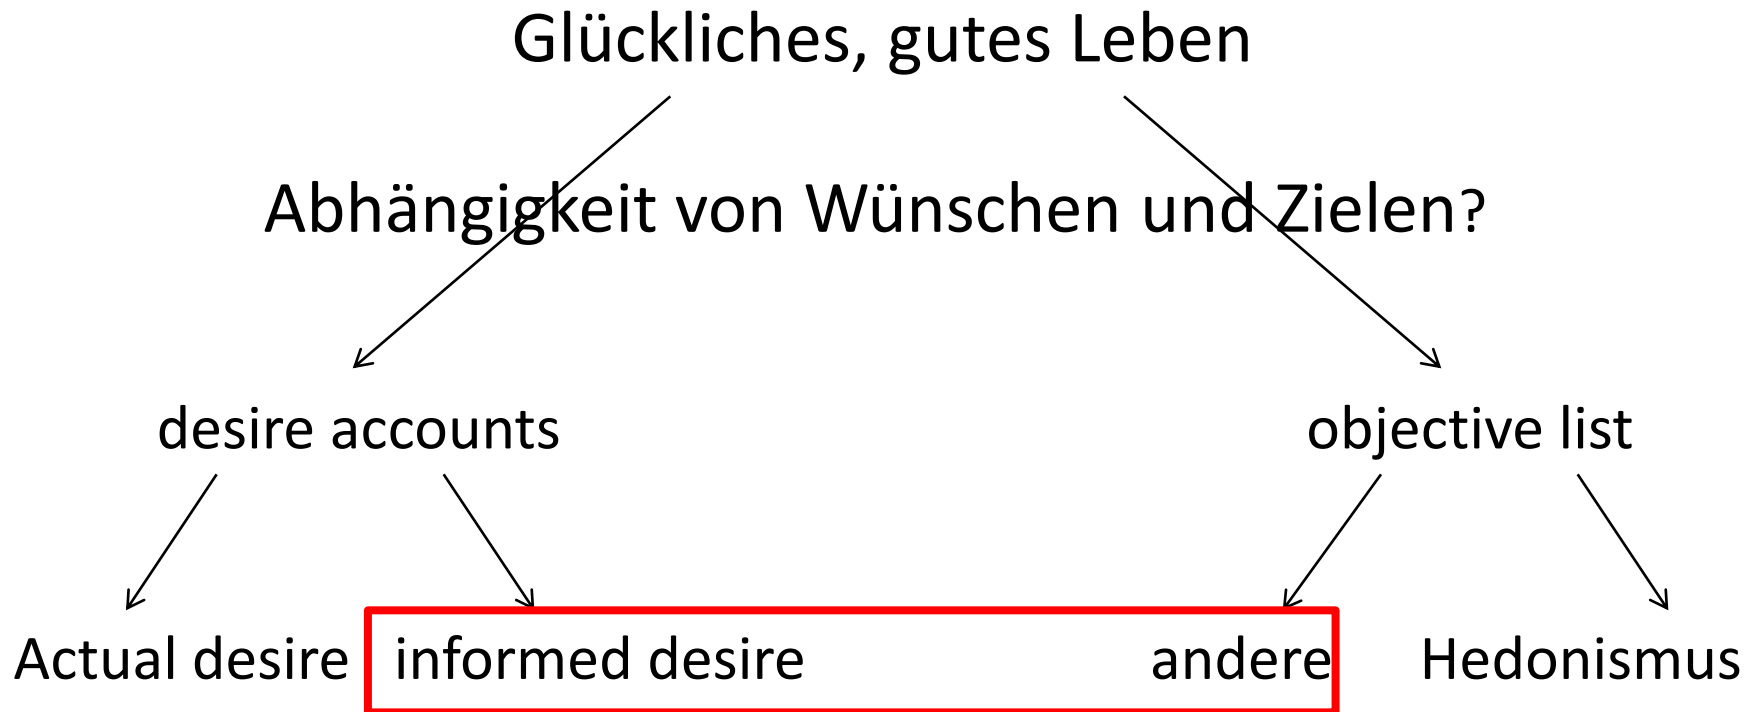 Glückliches, gutes Leben
Abhängigkeit von Wünschen und Zielen?
desire accounts
objective list
Actual desire
informed desire
andere
Hedonismus